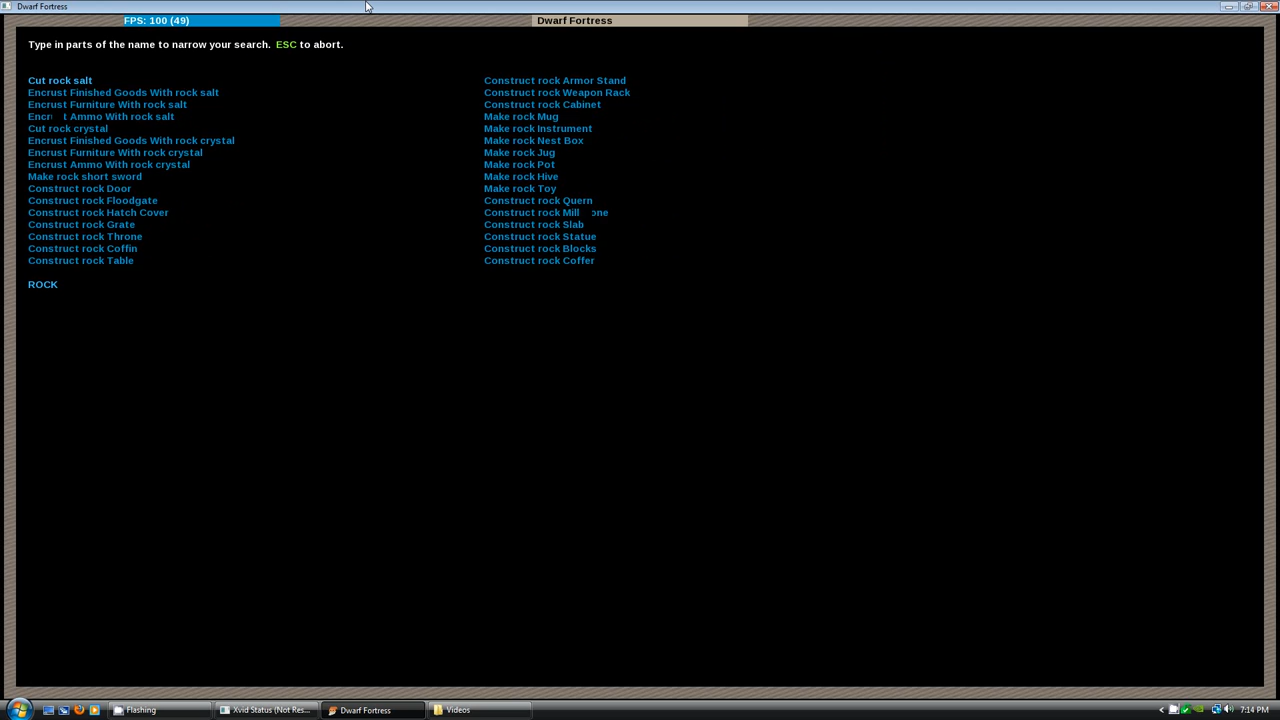 Dwarf Fortress
FPS: 100 (49)
Dwarf Fortress
Type in parts of the name to narrow your search. ESC to abort.
Cut rock salt
Encrust Finished Goods With rock salt
Encrust Furniture With rock salt
Encr t Ammo With rock salt
Cut rock crystal
Encrust Finished Goods With rock crystal
Encrust Furniture With rock crystal
Encrust Ammo With rock crystal
Make rock short sword
Construct rock Door
Construct rock Floodgate
Construct rock Hatch Cover
Construct rock Grate
Construct rock Throne
Construct rock Coffin
Construct rock Table
Construct rock Armor Stand
Construct rock Weapon Rack
Construct rock Cabinet
Make rock Mug
Make rock Instrument
Make rock Nest Box
Make rock Jug
Make rock Pot
Make rock Hive
Make rock Toy
Construct rock Quern
Construct rock Mill one
Construct rock Slab
Construct rock Statue
Construct rock Blocks
Construct rock Coffer
ROCK
Flashing
Xvid Status (Not Res...
Dwarf Fortress
Videos
7:14 PM